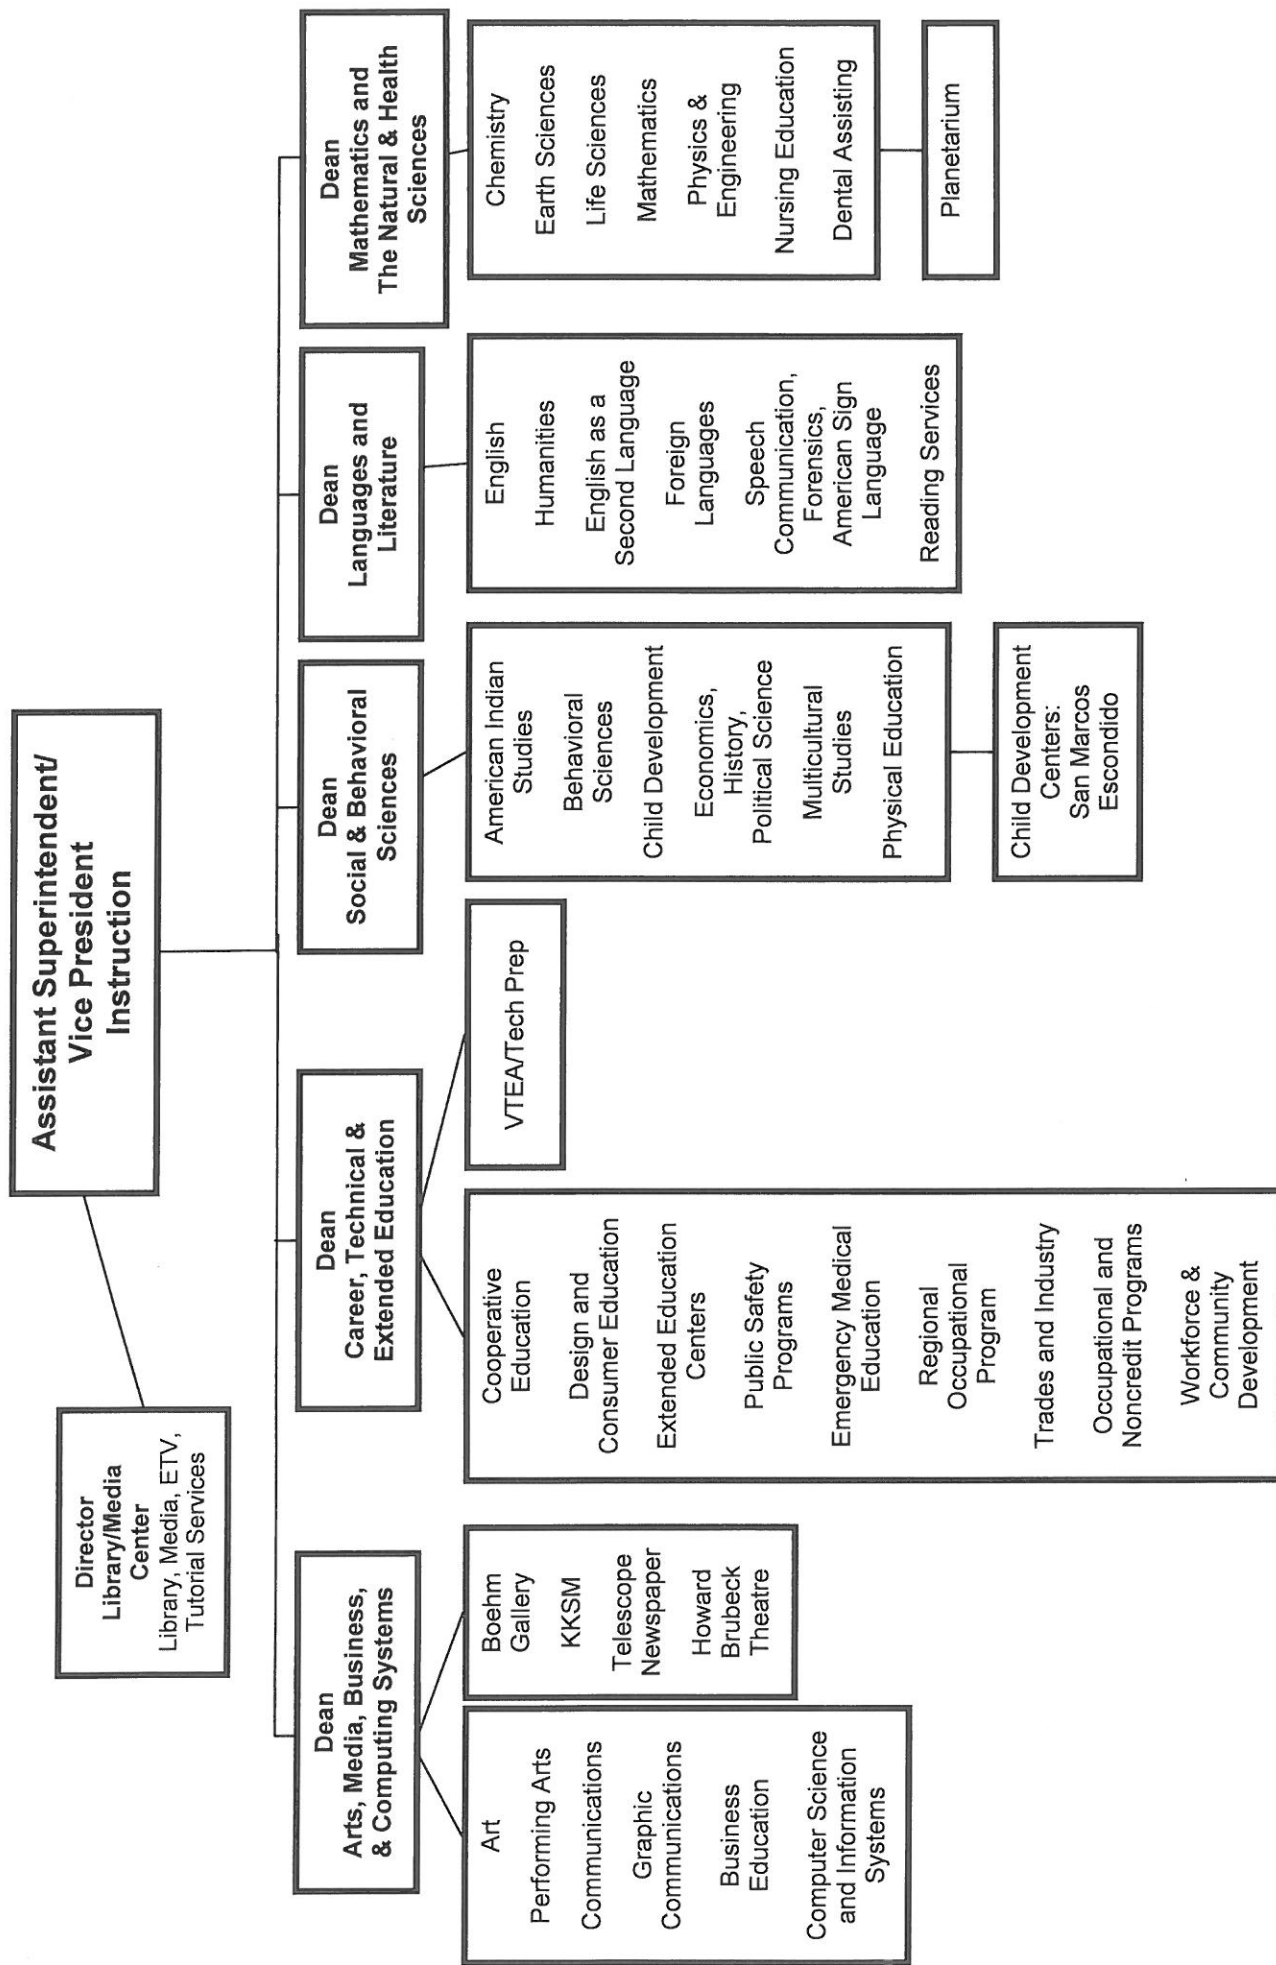 Assistant Superintendent/
Vice President
Instruction
Director
Library/Media
Center
Library, Media, ETV,
Tutorial Services
Dean
Arts, Media, Business,
& Computing Systems
Art
Performing Arts
Communications
Graphic
Communications
Business
Education
Computer Science
and Information
Systems
Boehm
Gallery
KKSM
Telescope
Newspaper
Howard
Brubeck
Theatre
Dean
Career, Technical &
Extended Education
Cooperative
Education
Design and
Consumer Education
Extended Education
Centers
Public Safety
Programs
Emergency Medical
Education
Regional
Occupational
Program
Trades and Industry
Occupational and
Noncredit Programs
Workforce &
Community
Development
VTEA/Tech Prep
Dean
Social & Behavioral
Sciences
American Indian
Studies
Behavioral
Sciences
Child Development
Economics,
History,
Political Science
Multicultural
Studies
Physical Education
Child Development
Centers:
San Marcos
Escondido
Dean
Languages and
Literature
English
Humanities
English as a
Second Language
Foreign
Languages
Speech
Communication,
Forensics,
American Sign
Language
Reading Services
Dean
Mathematics and
The Natural & Health
Sciences
Chemistry
Earth Sciences
Life Sciences
Mathematics
Physics &
Engineering
Nursing Education
Dental Assisting
Planetarium